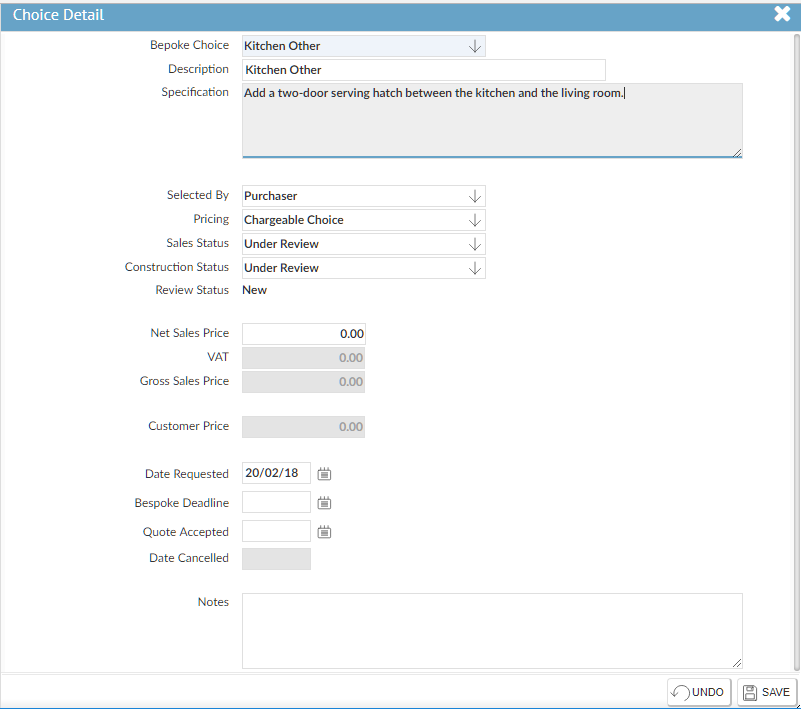 Choice Detail
Bepoke Choice Kitchen Other
Description Kitchen Other
Specification Add a two-door serving hatch between the kitchen and the living room.
Selected By Purchaser
Pricing Chargeable Choice
Sales Status Under Review
Construction Status Under Review
Review Status New
Net Sales Price 0.00
VAT 0.00
Gross Sales Price 0.00
Customer Price 0.00
Date Requested 20/02/18
Bespoke Deadline
Quote Accepted
Date Cancelled
Notes
UNDO SAVE